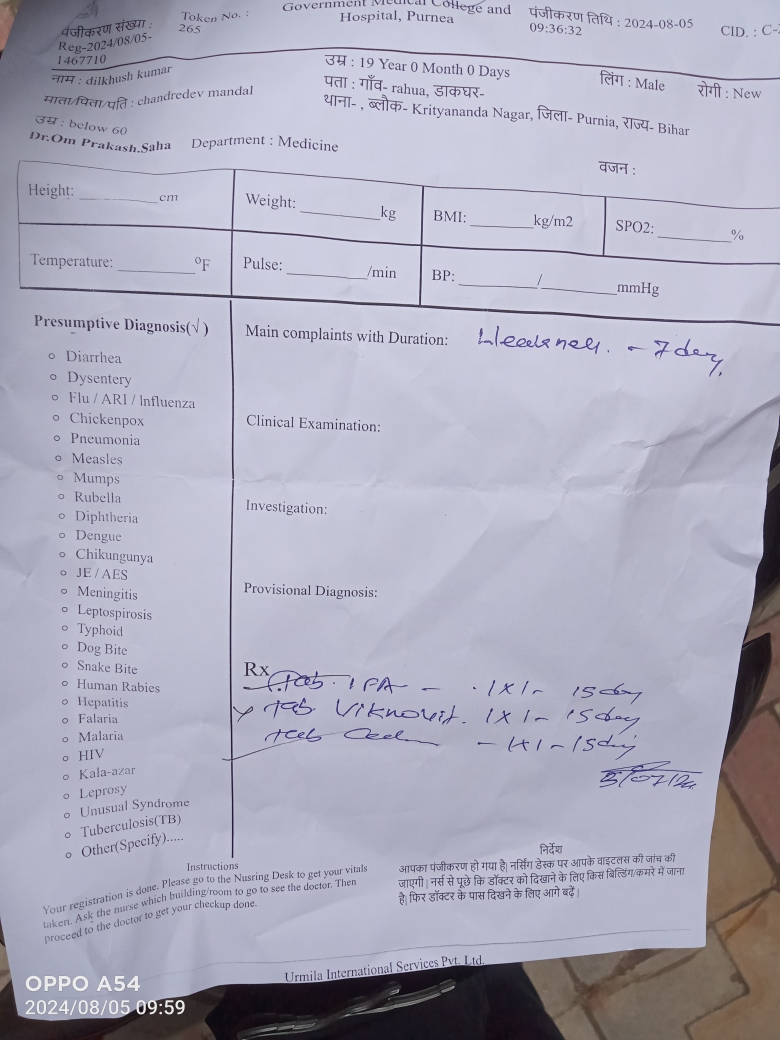 पंजीकरण संख्या :
Reg-2024/08/05-
1467710
Token No. :
265
Government Medical College and
Hospital, Purnea
पंजीकरण तिथि : 2024-08-05
09:36:32
CID. : C-
नाम : dilkhush kumar
उम्र : 19 Year 0 Month 0 Days
लिंग : Male
रोगी : New
माता/पिता/पति : chandredev mandal
पता : गाँव- rahua, डाकघर-
थाना- , ब्लौक- Krityananda Nagar, जिला- Purnia, राज्य- Bihar
उम्र : below 60
Dr.Om Prakash.Saha
Department : Medicine
वजन :
Height: ________ cm
Weight: ________kg
BMI: ________kg/m2
SPO2: ________%
Temperature: ________ ºF
Pulse: ________/min
BP: ________/________mmHg
Presumptive Diagnosis(√)
Diarrhea
Dysentery
Flu / ARI / Influenza
Chickenpox
Pneumonia
Measles
Mumps
Rubella
Diphtheria
Dengue
Chikungunya
JE / AES
Meningitis
Leptospirosis
Typhoid
Dog Bite
Snake Bite
Human Rabies
Hepatitis
Falaria
Malaria
HIV
Kala-azar
Leprosy
Unusual Syndrome
Tuberculosis(TB)
Other(Specify).....
Main complaints with Duration: - 7 day
Clinical Examination:
Investigation:
Provisional Diagnosis:
Rx
Tab. IFA - 1x1- 15 day
Tab. 1x1- 15 day
Tab - 1x1 - 15 day
Instructions
Your registration is done. Please go to the Nusring Desk to get your vitals
taken. Ask the nurse which building/room to go to see the doctor. Then
proceed to the doctor to get your checkup done.
निर्देश
आपका पंजीकरण हो गया है| नर्सिंग डेस्क पर आपके वाइटलस की जांच की
जाएगी| नर्स से पूछे कि डॉक्टर को दिखाने के लिए किस बिल्डिंग/कमरे में जाना
है| फिर डॉक्टर के पास दिखाने के लिए आगे बढ़ें|
Urmila International Services Pvt. Ltd.
OPPO A54
2024/08/05 09:59